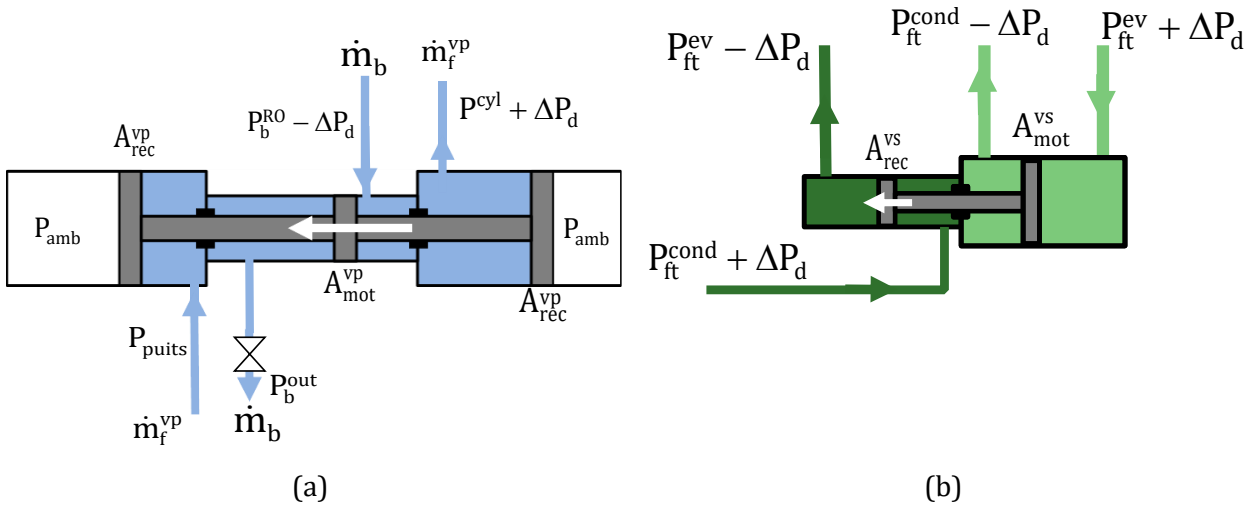 ṁ_b
ṁ_f^vp
P_b^RO − ΔP_d
P^cyl + ΔP_d
A_rec^vp
P_amb
P_amb
A_mot^vp
A_rec^vp
P_puits
P_b^out
ṁ_f^vp
ṁ_b
(a)
P_ft^ev − ΔP_d
P_ft^cond − ΔP_d
P_ft^ev + ΔP_d
A_rec^vs
A_mot^vs
P_ft^cond + ΔP_d
(b)